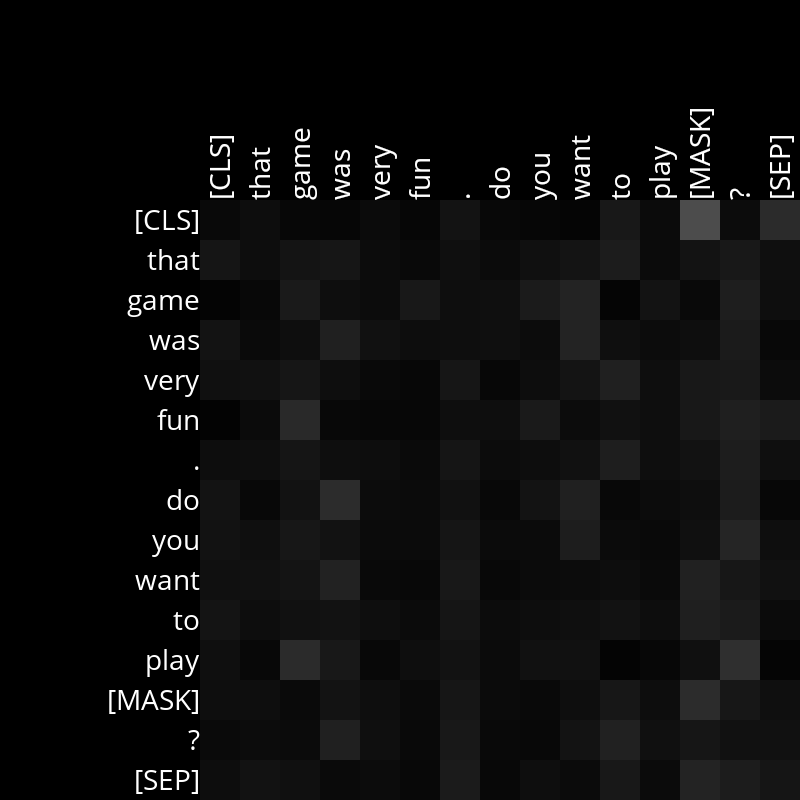 [CLS] that game was very fun . do you want to play [MASK] ? [SEP]
[CLS]
that
game
was
very
fun
.
do
you
want
to
play
[MASK]
?
[SEP]